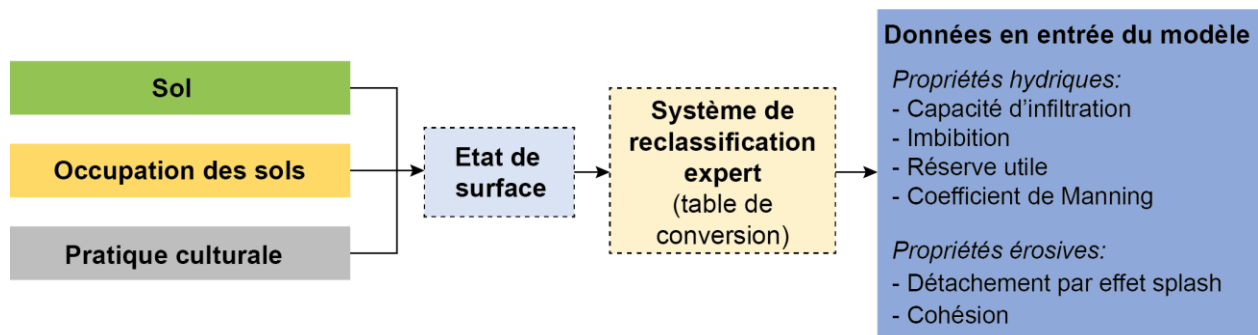 Sol
Occupation des sols
Pratique culturale
Etat de
surface
Système de
reclassification
expert
(table de
conversion)
Données en entrée du modèle
Propriétés hydriques:
- Capacité d'infiltration
- Imbibition
- Réserve utile
- Coefficient de Manning
Propriétés érosives:
- Détachement par effet splash
- Cohésion